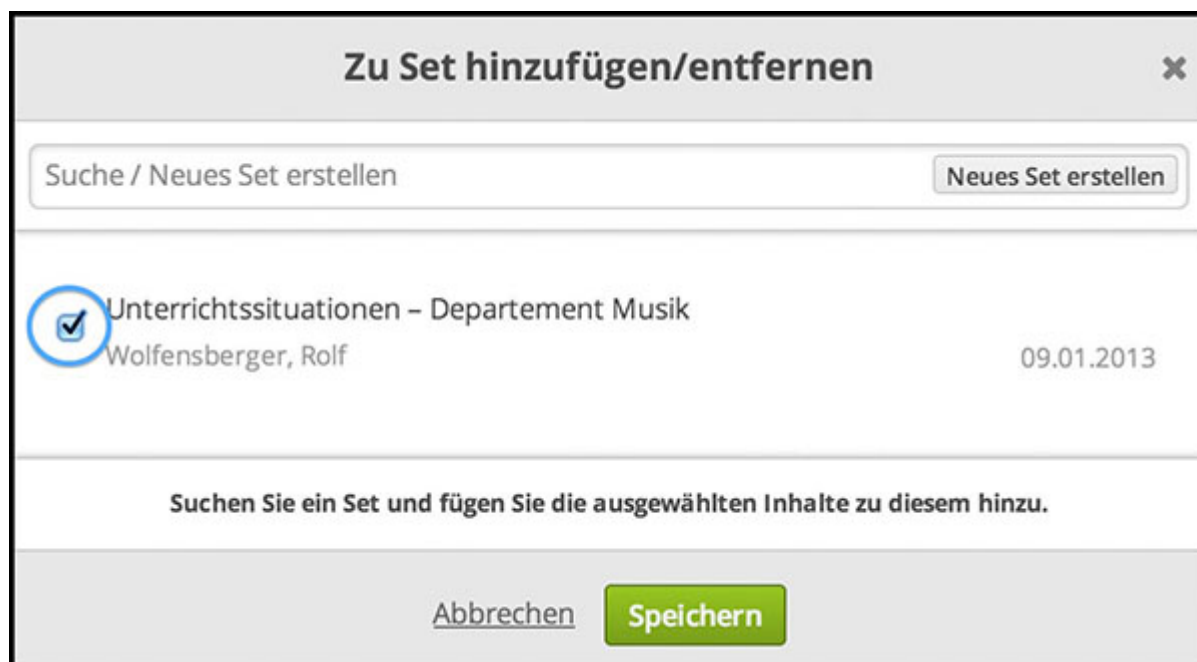 Zu Set hinzufügen/entfernen
Suche / Neues Set erstellen
Neues Set erstellen
Unterrichtssituationen – Departement Musik
Wolfensberger, Rolf
09.01.2013
Suchen Sie ein Set und fügen Sie die ausgewählten Inhalte zu diesem hinzu.
Abbrechen
Speichern